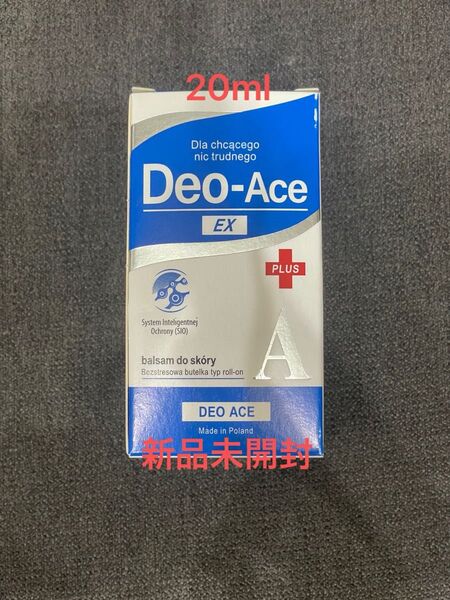 20ml
Dla chcącego
nic trudnego
Deo-Ace
EX
PLUS
System Inteligentnej
Ochrony (SIO)
A
balsam do skóry
Bezstresowa butelka typ roll-on
DEO ACE
Made in Poland
新品未開封